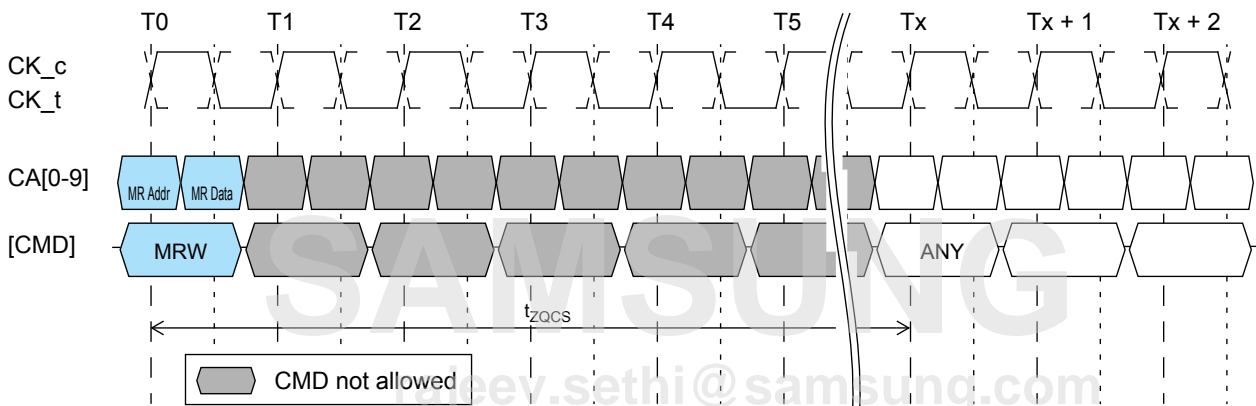 T0 T1 T2 T3 T4 T5 Tx Tx + 1 Tx + 2
CK_c
CK_t
CA[0-9] MR Addr MR Data
[CMD] MRW ANY
SAMSUNG
tZQCS
CMD not allowed
rajeev.sethi@samsung.com